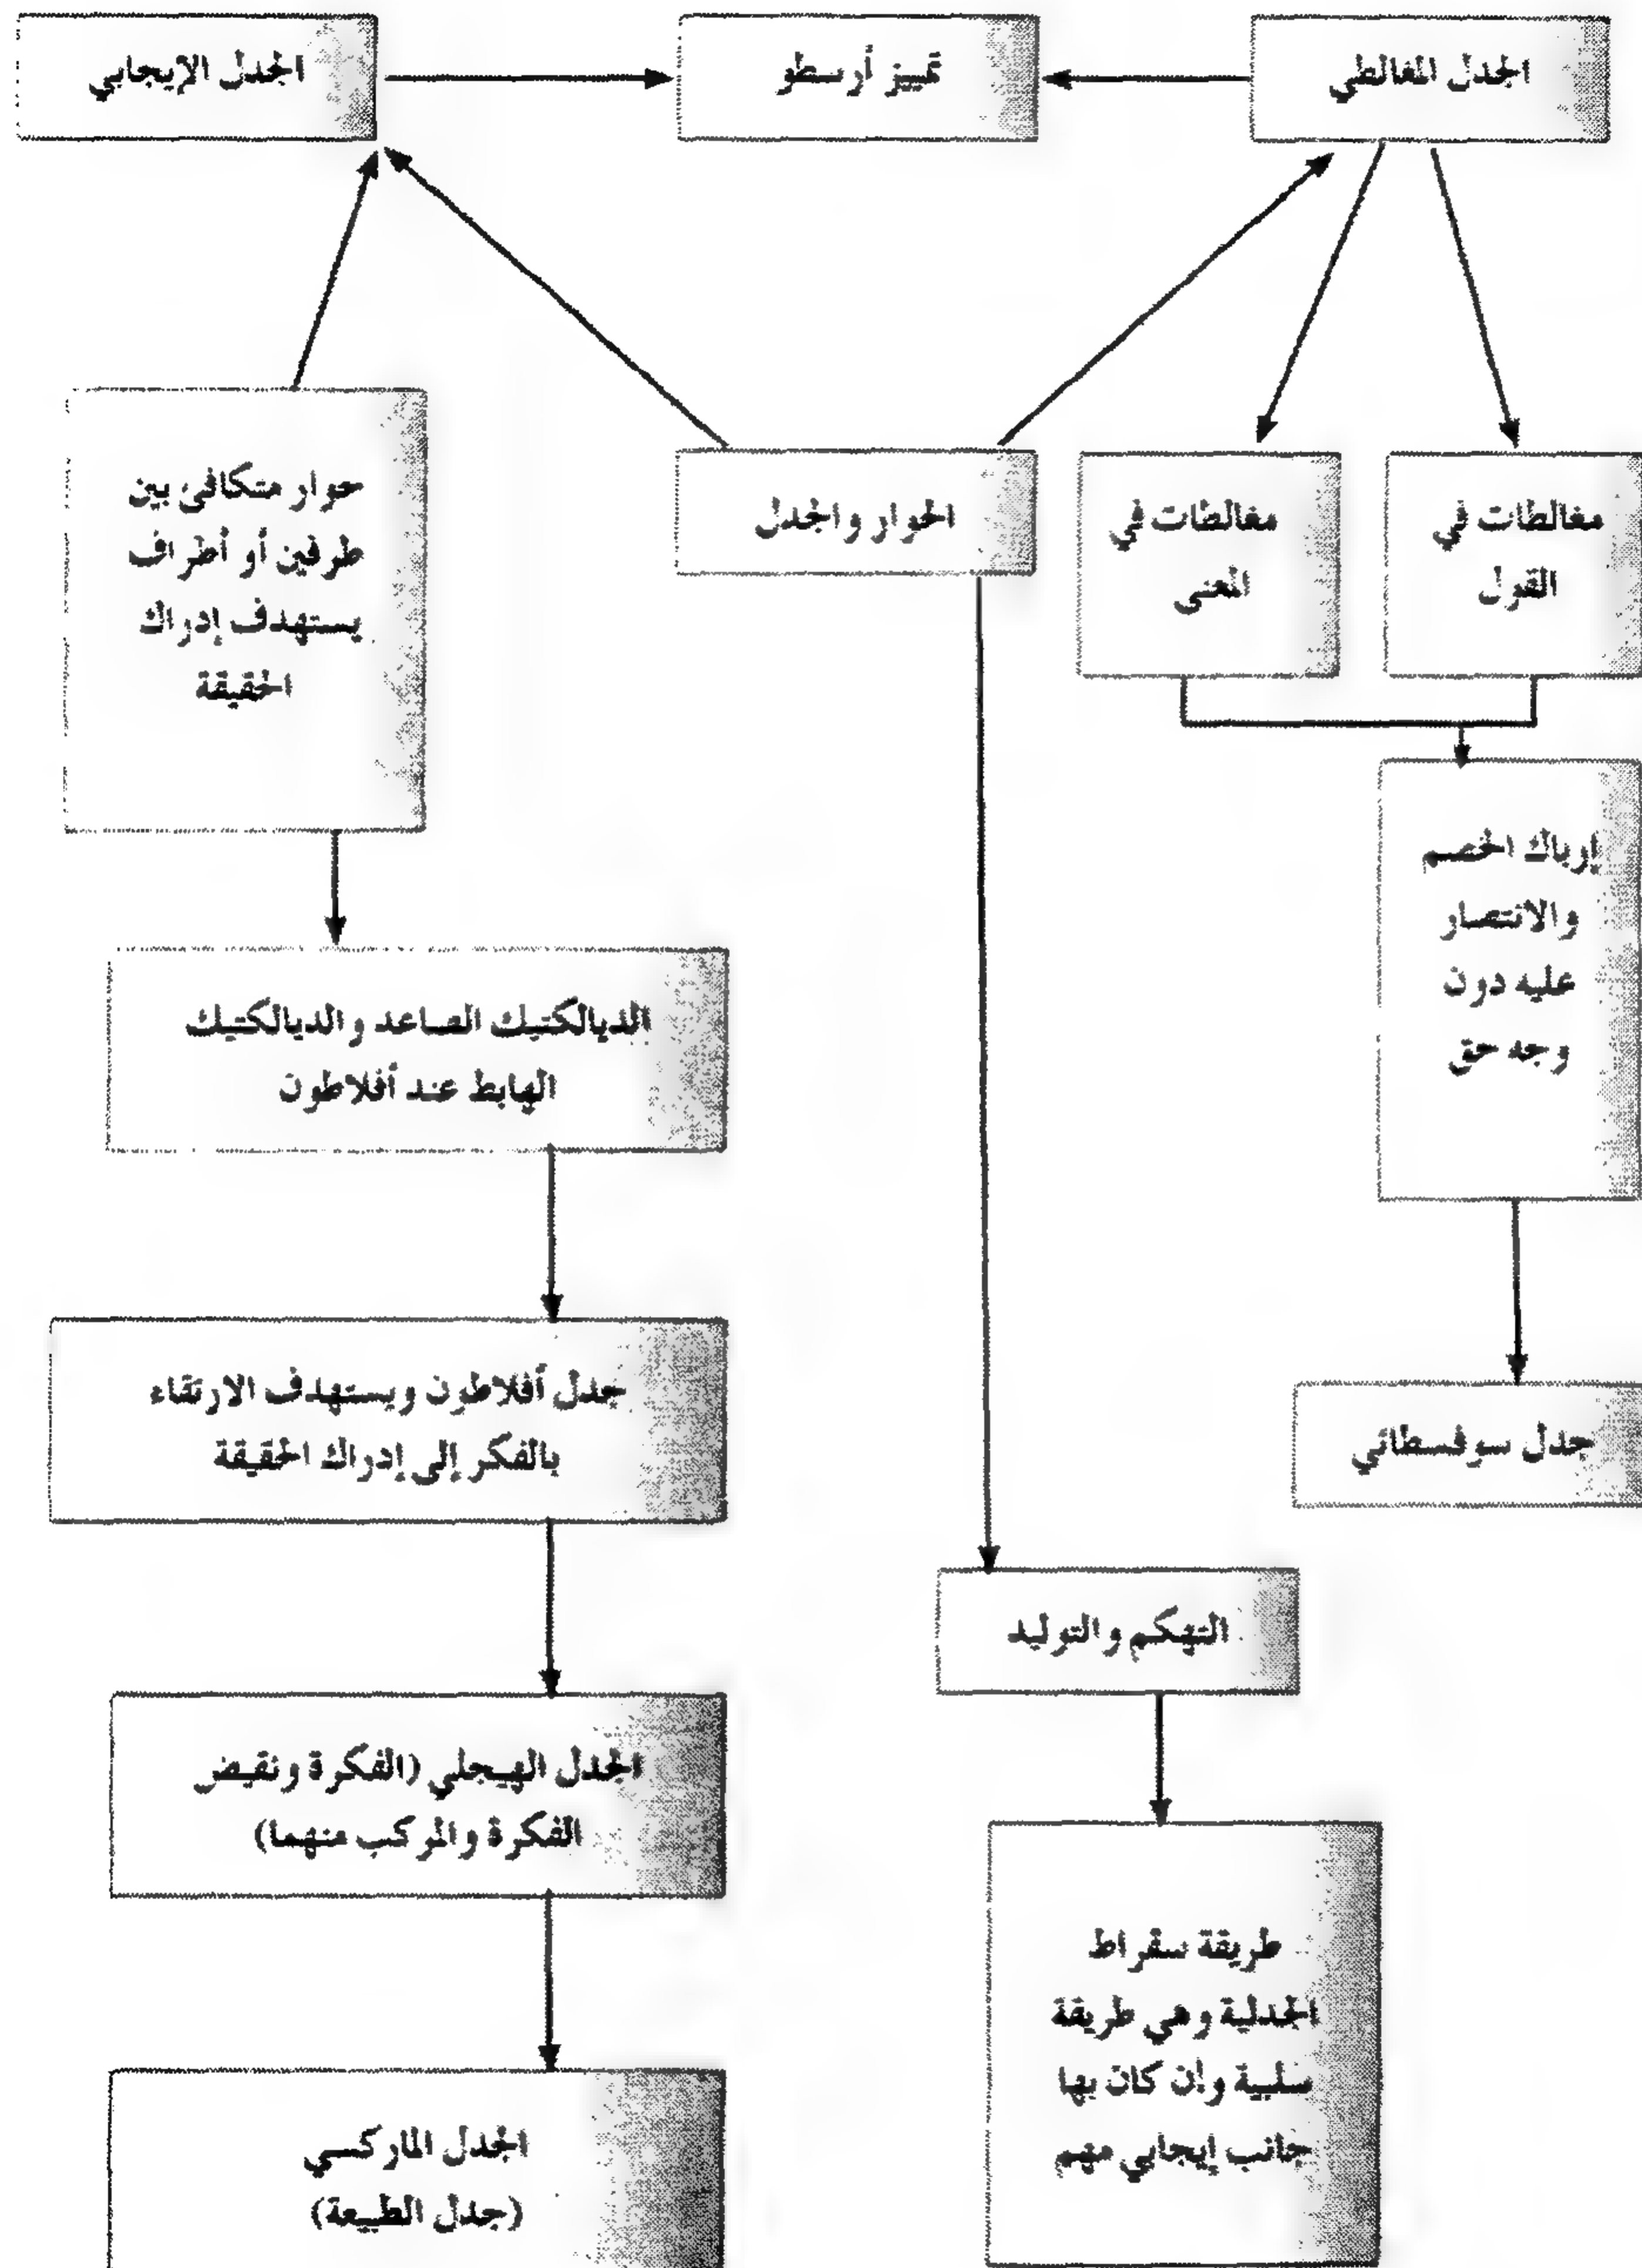 الجدل المغالطي
تمييز أرسطو
الجدل الإيجابي
مغالطات في
القول
مغالطات في
المعنى
الحوار والجدل
حوار متكافئ بين
طرفين أو أطراف
يستهدف إدراك
الحقيقة
إرباك الخصم
والانتصار
عليه دون
وجه حق
الديالكتيك الصاعد والديالكتيك
الهابط عند أفلاطون
جدل أفلاطون ويستهدف الارتقاء
بالفكر إلى إدراك الحقيقة
جدل سوفسطائي
التهكم والتوليد
الجدل الهيجلي (الفكرة ونقيض
الفكرة والمركب منهما)
طريقة سقراط
الجدلية وهي طريقة
سلبية وإن كان بها
جانب إيجابي مهم
الجدل الماركسي
(جدل الطبيعة)